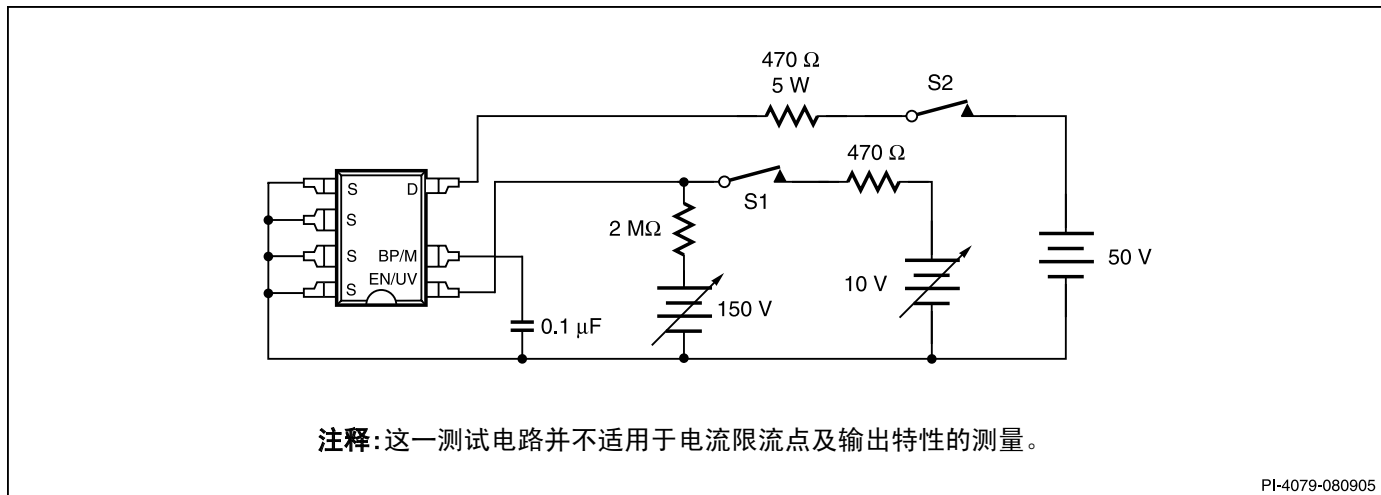 470 Ω
5 W
S2
470 Ω
S1
S D
S
S BP/M
S EN/UV
2 MΩ
150 V
10 V
50 V
0.1 μF
注释:这一测试电路并不适用于电流限流点及输出特性的测量。
PI-4079-080905